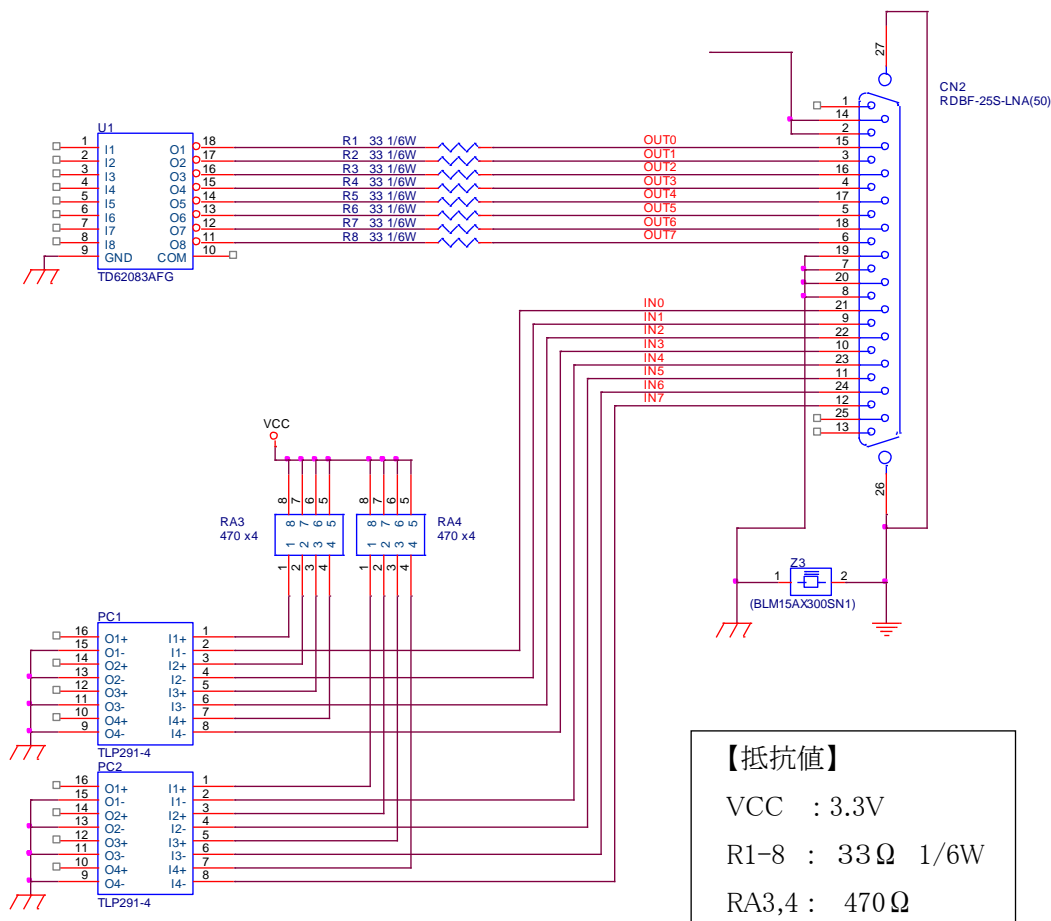 CN2
RDBF-25S-LNA(50)
27
1
14
2
15
3
16
4
17
5
18
6
19
7
20
8
21
9
22
10
23
11
24
12
25
13
26
U1
1 I1 O1 18
2 I2 O2 17
3 I3 O3 16
4 I4 O4 15
5 I5 O5 14
6 I6 O6 13
7 I7 O7 12
8 I8 O8 11
9 GND COM 10
TD62083AFG
R1 33 1/6W OUT0
R2 33 1/6W OUT1
R3 33 1/6W OUT2
R4 33 1/6W OUT3
R5 33 1/6W OUT4
R6 33 1/6W OUT5
R7 33 1/6W OUT6
R8 33 1/6W OUT7
IN0
IN1
IN2
IN3
IN4
IN5
IN6
IN7
VCC
RA3
470 x4
8 7 6 5
8 7 6 5
1 2 3 4
1 2 3 4
RA4
470 x4
8 7 6 5
8 7 6 5
1 2 3 4
1 2 3 4
Z3
1 2
(BLM15AX300SN1)
PC1
16 O1+ I1+ 1
15 O1- I1- 2
14 O2+ I2+ 3
13 O2- I2- 4
12 O3+ I3+ 5
11 O3- I3- 6
10 O4+ I4+ 7
9 O4- I4- 8
TLP291-4
PC2
16 O1+ I1+ 1
15 O1- I1- 2
14 O2+ I2+ 3
13 O2- I2- 4
12 O3+ I3+ 5
11 O3- I3- 6
10 O4+ I4+ 7
9 O4- I4- 8
TLP291-4
【抵抗値】
VCC : 3.3V
R1-8 : 33Ω 1/6W
RA3,4 : 470Ω